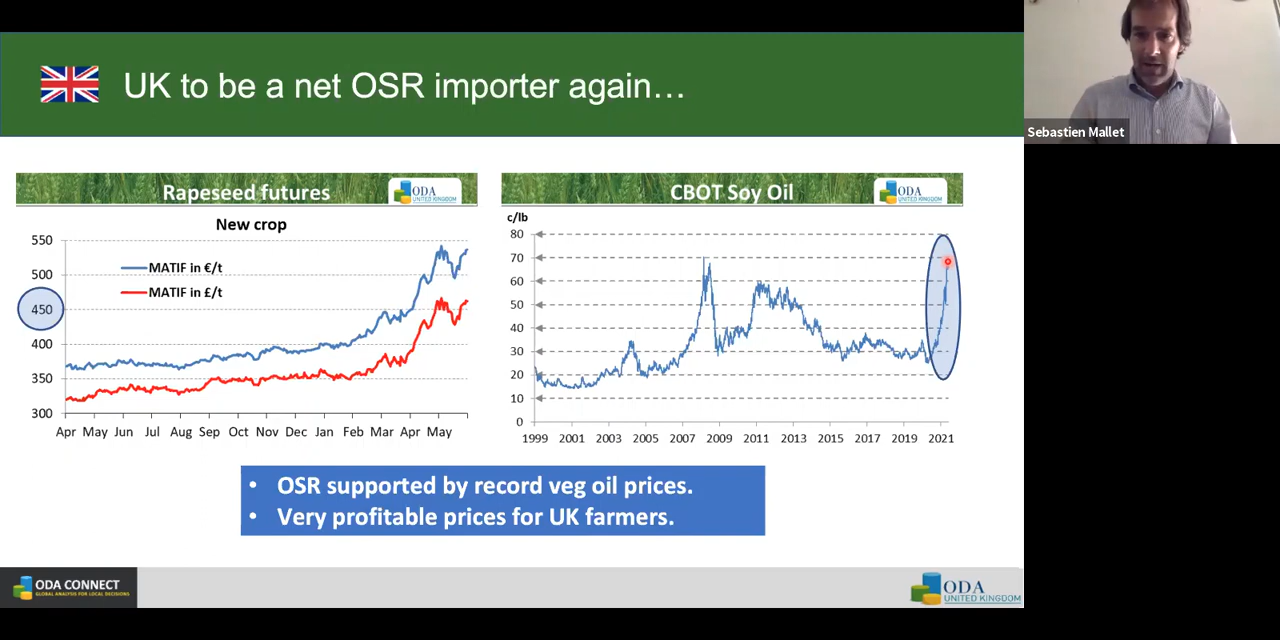 UK to be a net OSR importer again…
Sebastien Mallet
Rapeseed futures
ODA
UNITED KINGDOM
New crop
550
500
450
400
350
300
MATIF in €/t
MATIF in £/t
Apr May Jun Jul Aug Sep Oct Nov Dec Jan Feb Mar Apr May
CBOT Soy Oil
ODA
UNITED KINGDOM
c/lb
80
70
60
50
40
30
20
10
0
1999 2001 2003 2005 2007 2009 2011 2013 2015 2017 2019 2021
• OSR supported by record veg oil prices.
• Very profitable prices for UK farmers.
ODA CONNECT
GLOBAL ANALYSIS FOR LOCAL DECISIONS
ODA
UNITED KINGDOM